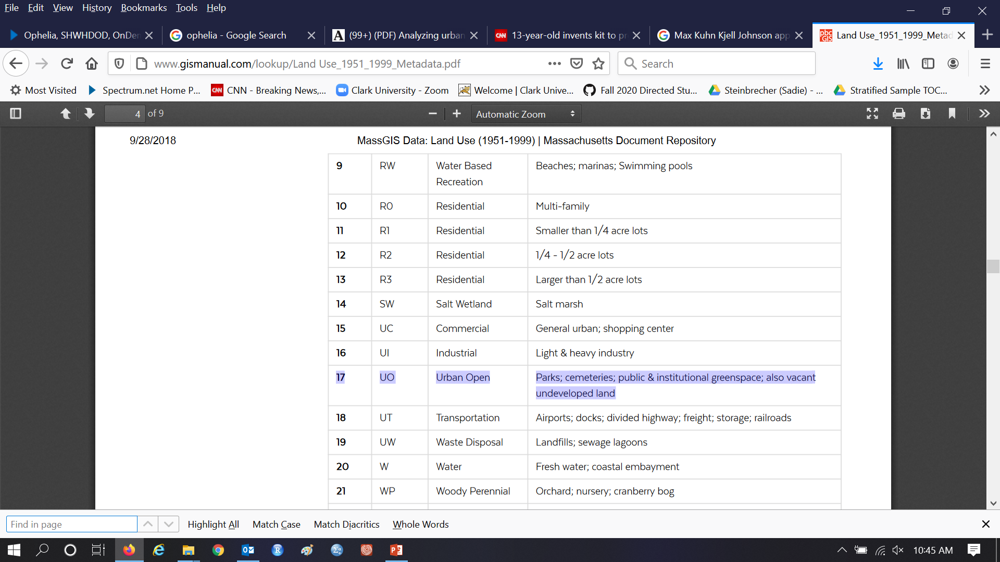 File Edit View History Bookmarks Tools Help
Ophelia, SHWHDOD, OnDe
ophelia - Google Search
(99+) (PDF) Analyzing urban
13-year-old invents kit to pr
Max Kuhn Kjell Johnson app
Land Use_1951_1999_Metad
www.gismanual.com/lookup/Land Use_1951_1999_Metadata.pdf
Search
Most Visited
Spectrum.net Home P...
CNN - Breaking News,...
Clark University - Zoom
Welcome | Clark Unive...
Fall 2020 Directed Stu...
Steinbrecher (Sadie) - ...
Stratified Sample TOC...
4 of 9
Automatic Zoom
9/28/2018
MassGIS Data: Land Use (1951-1999) | Massachusetts Document Repository
9 RW Water Based Beaches; marinas; Swimming pools
Recreation
10 R0 Residential Multi-family
11 R1 Residential Smaller than 1/4 acre lots
12 R2 Residential 1/4 - 1/2 acre lots
13 R3 Residential Larger than 1/2 acre lots
14 SW Salt Wetland Salt marsh
15 UC Commercial General urban; shopping center
16 UI Industrial Light & heavy industry
17 UO Urban Open Parks; cemeteries; public & institutional greenspace; also vacant
undeveloped land
18 UT Transportation Airports; docks; divided highway; freight; storage; railroads
19 UW Waste Disposal Landfills; sewage lagoons
20 W Water Fresh water; coastal embayment
21 WP Woody Perennial Orchard; nursery; cranberry bog
Find in page
Highlight All Match Case Match Diacritics Whole Words
10:45 AM